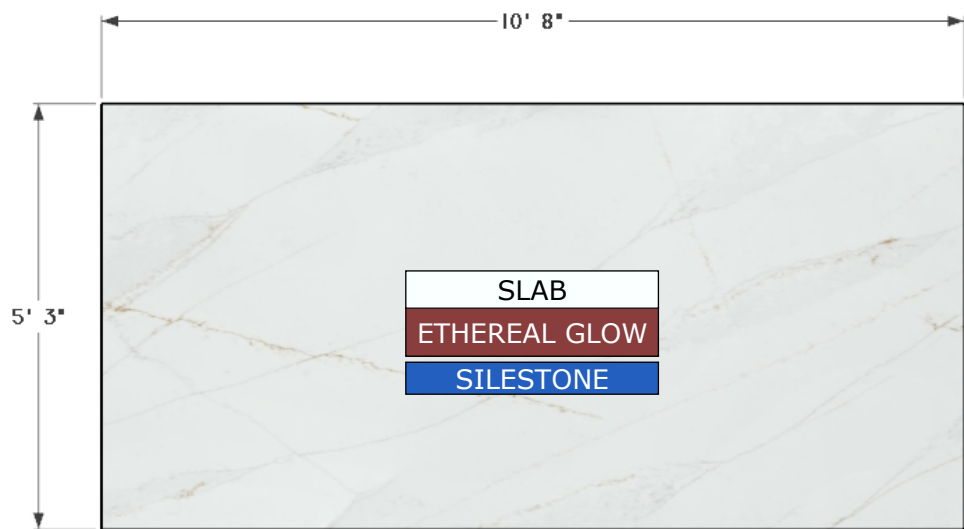 10' 8"
5' 3"
SLAB
ETHEREAL GLOW
SILESTONE